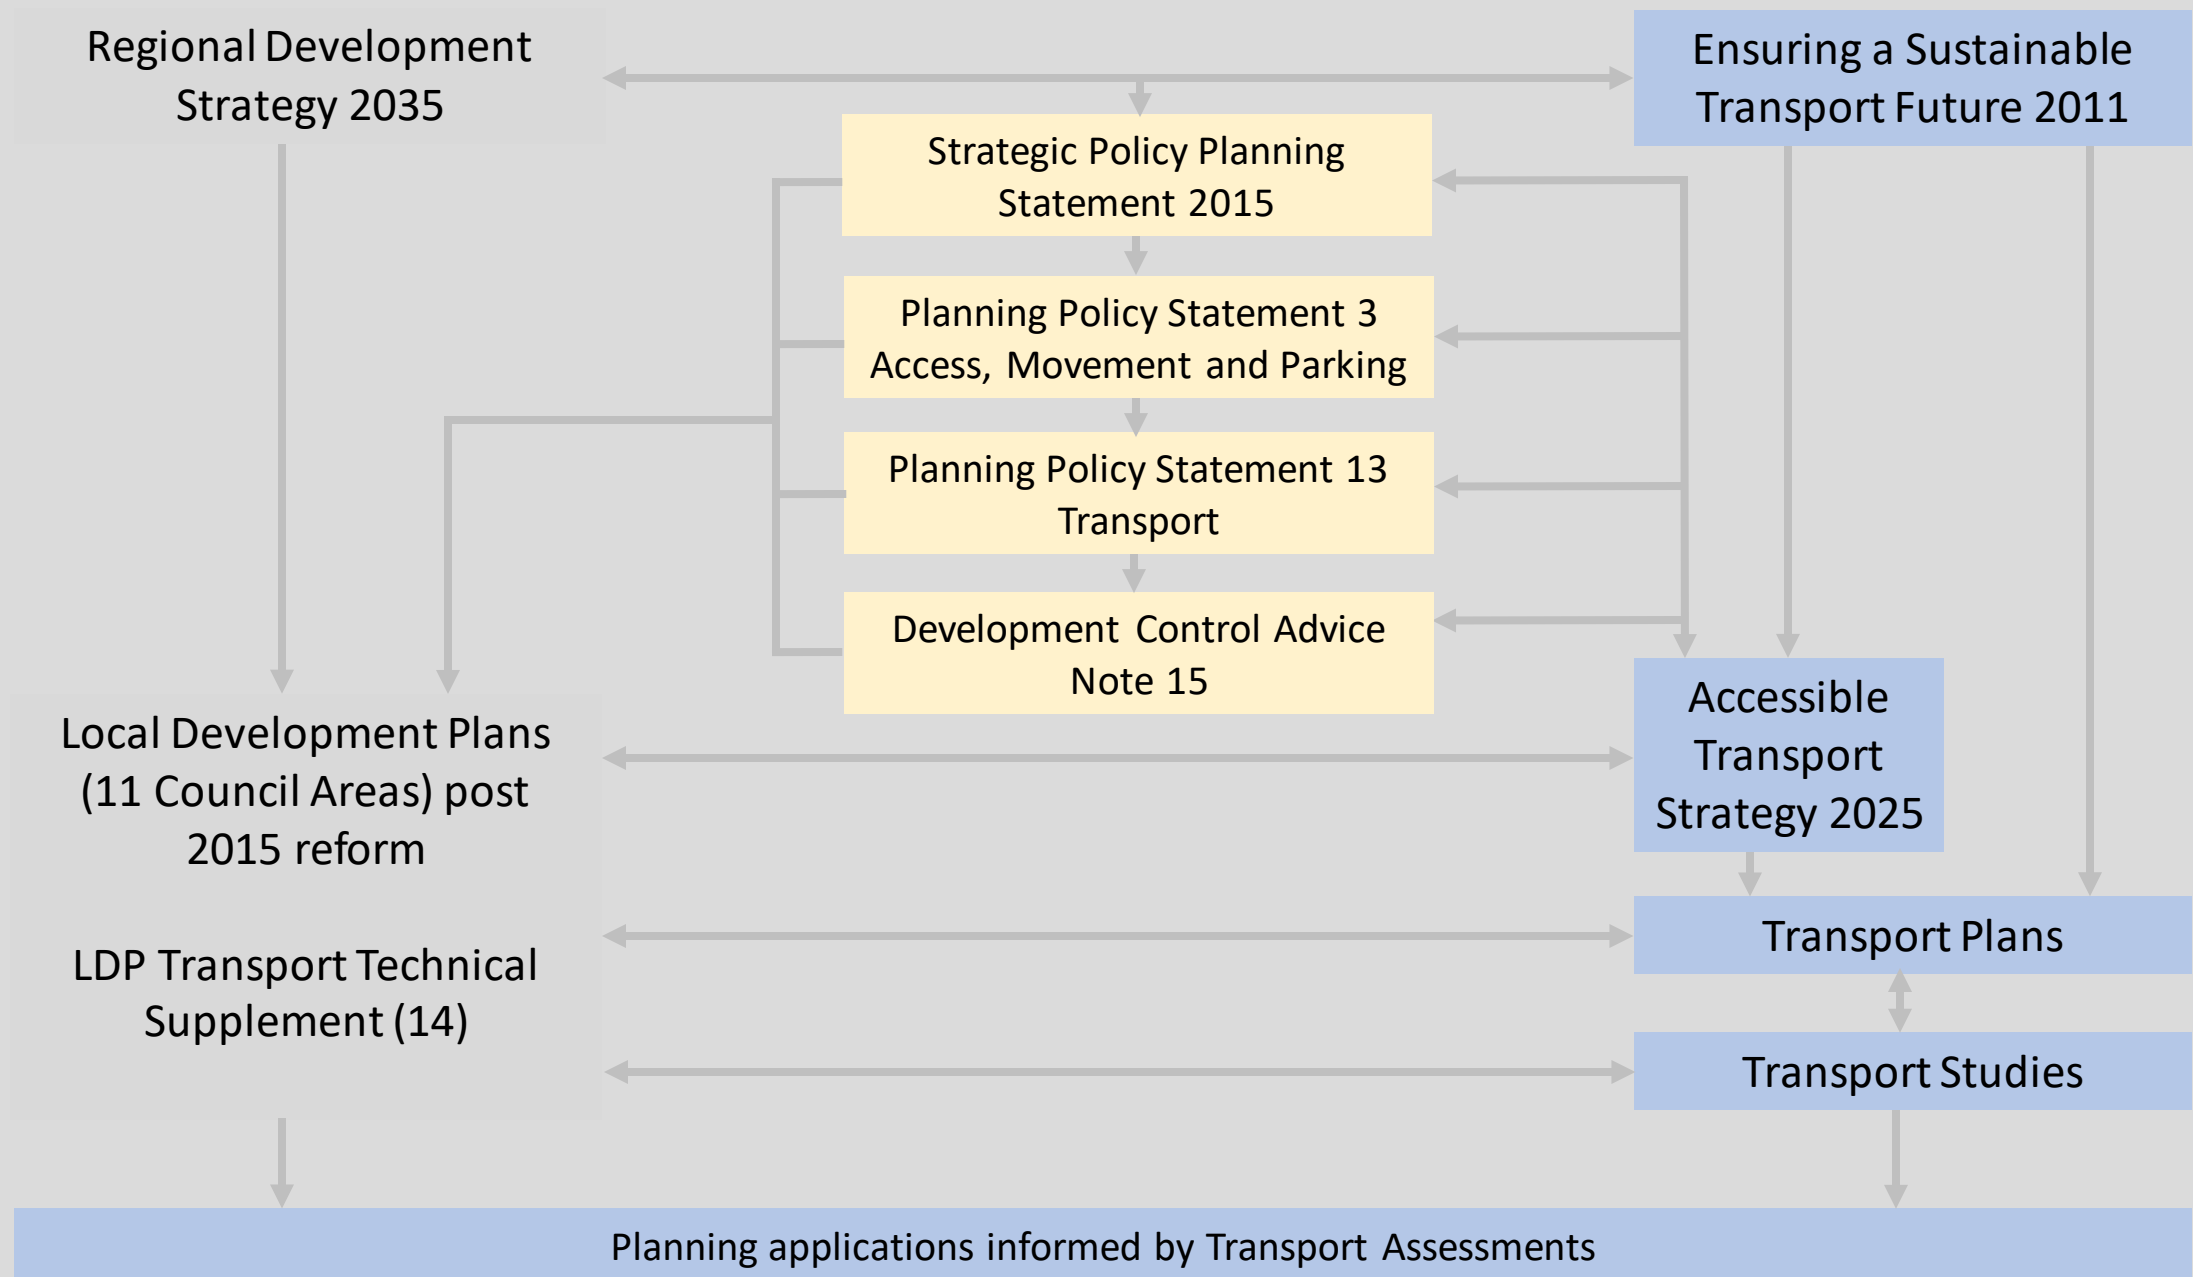 Regional Development
Strategy 2035
Ensuring a Sustainable
Transport Future 2011
Strategic Policy Planning
Statement 2015
Planning Policy Statement 3
Access, Movement and Parking
Planning Policy Statement 13
Transport
Development Control Advice
Note 15
Local Development Plans
(11 Council Areas) post
2015 reform
LDP Transport Technical
Supplement (14)
Accessible
Transport
Strategy 2025
Transport Plans
Transport Studies
Planning applications informed by Transport Assessments